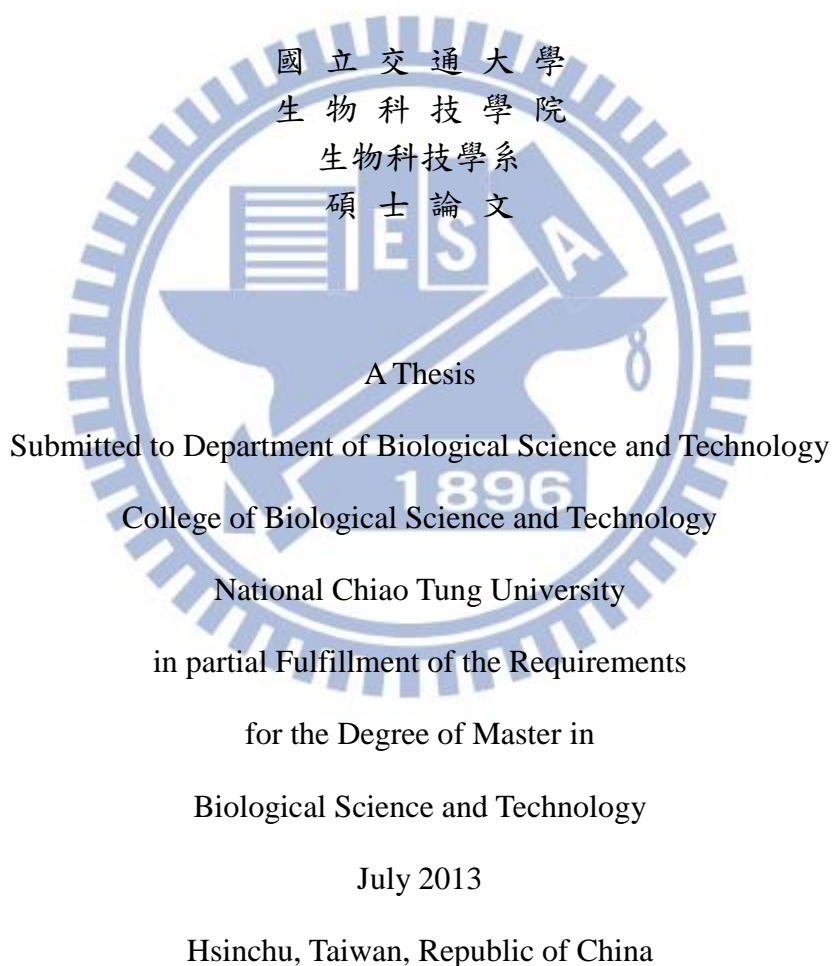 國立交通大學
生物科技學院
生物科技學系
碩士論文
E S A
A Thesis
Submitted to Department of Biological Science and Technology
1896
College of Biological Science and Technology
National Chiao Tung University
in partial Fulfillment of the Requirements
for the Degree of Master in
Biological Science and Technology
July 2013
Hsinchu, Taiwan, Republic of China